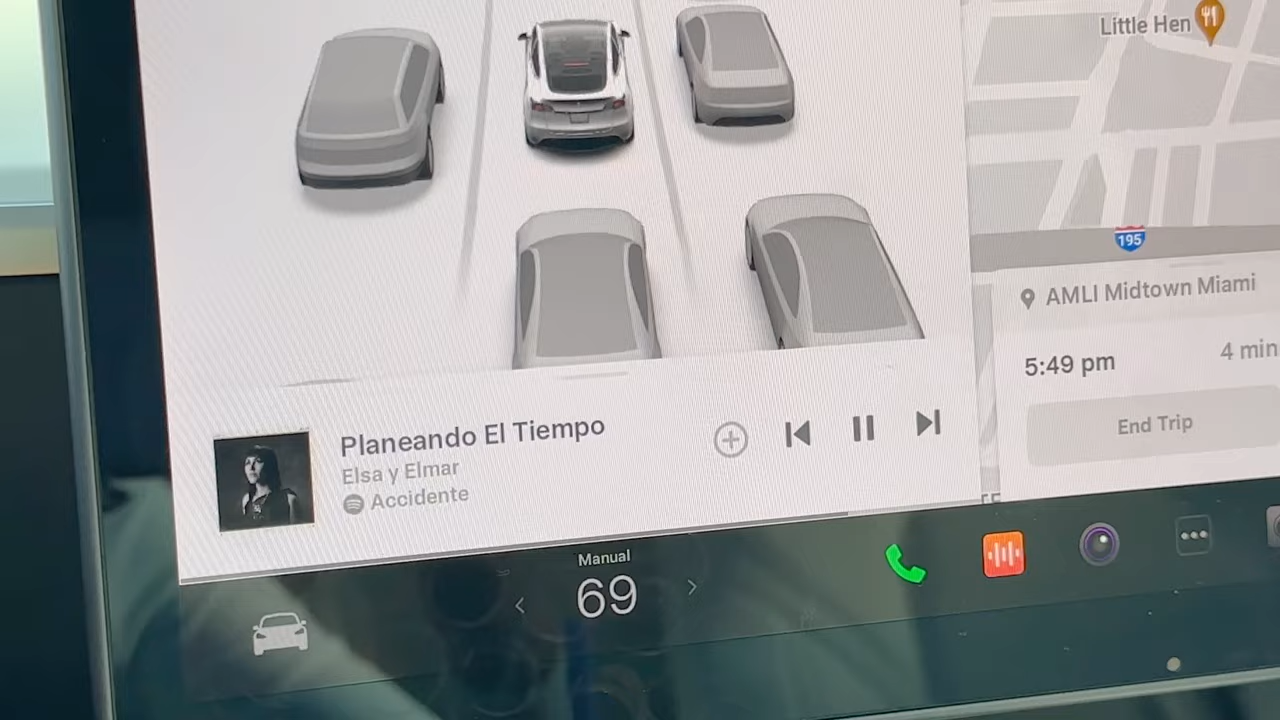 Little Hen
195
AMLI Midtown Miami
5:49 pm
4 min
End Trip
Planeando El Tiempo
Elsa y Elmar
Accidente
Manual
69